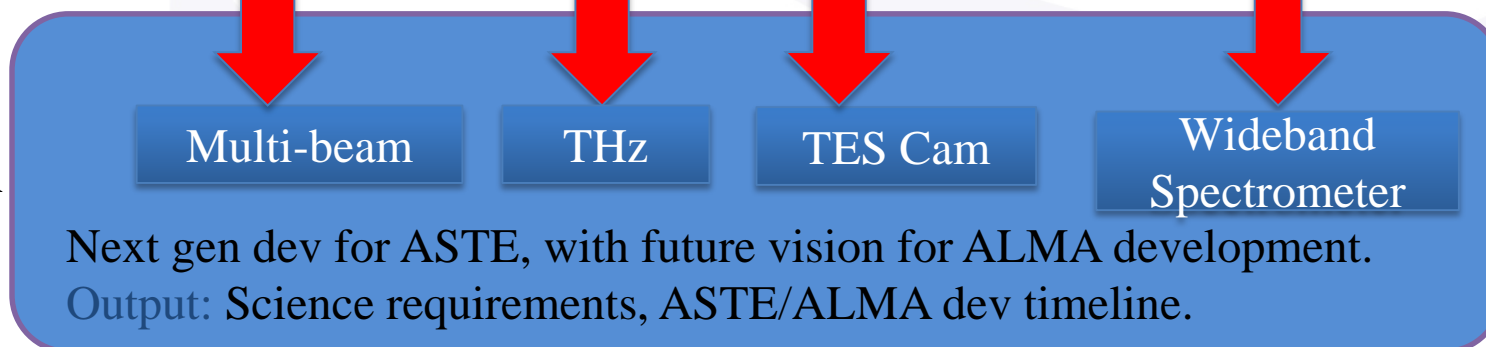 Multi-beam
THz
TES Cam
Wideband
Spectrometer
Next gen dev for ASTE, with future vision for ALMA development.
Output: Science requirements, ASTE/ALMA dev timeline.